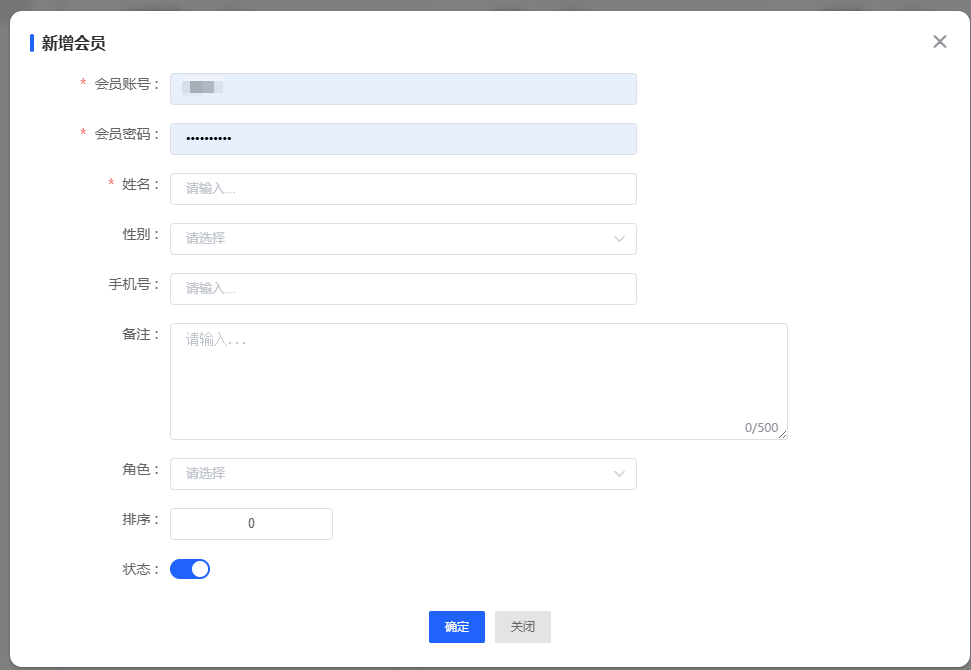 新增会员
* 会员账号：
* 会员密码： ••••••••••
* 姓名： 请输入...
性别： 请选择
手机号： 请输入...
备注： 请输入...
0/500
角色： 请选择
排序： 0
状态：
确定 关闭